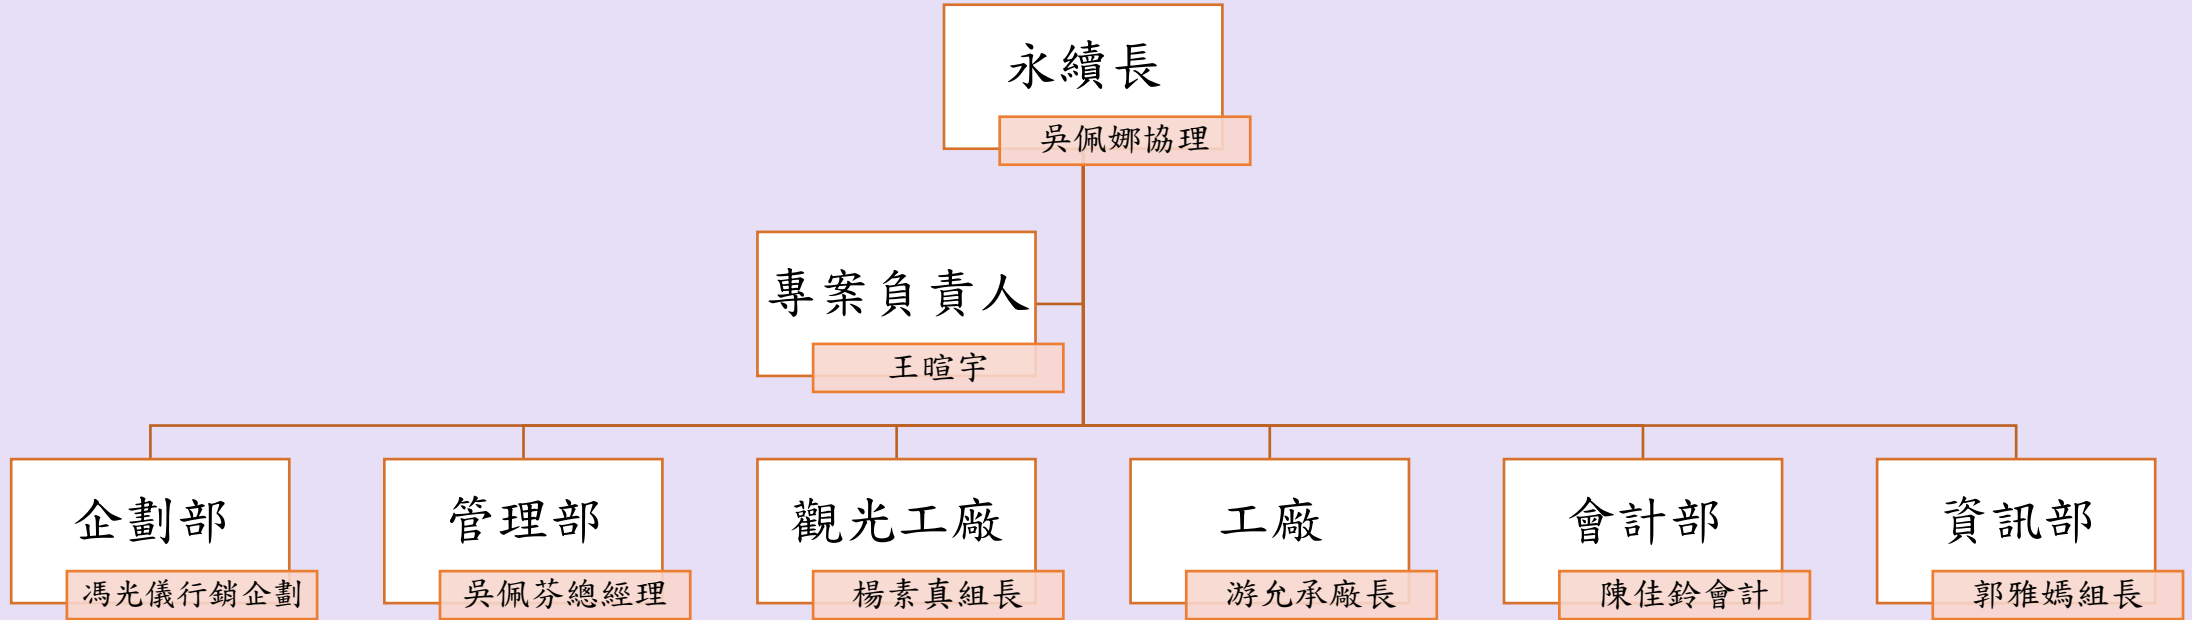 永續長
吳佩娜協理
專案負責人
王暄宇
企劃部
馮光儀行銷企劃
管理部
吳佩芬總經理
觀光工廠
楊素真組長
工廠
游允承廠長
會計部
陳佳鈴會計
資訊部
郭雅嫣組長